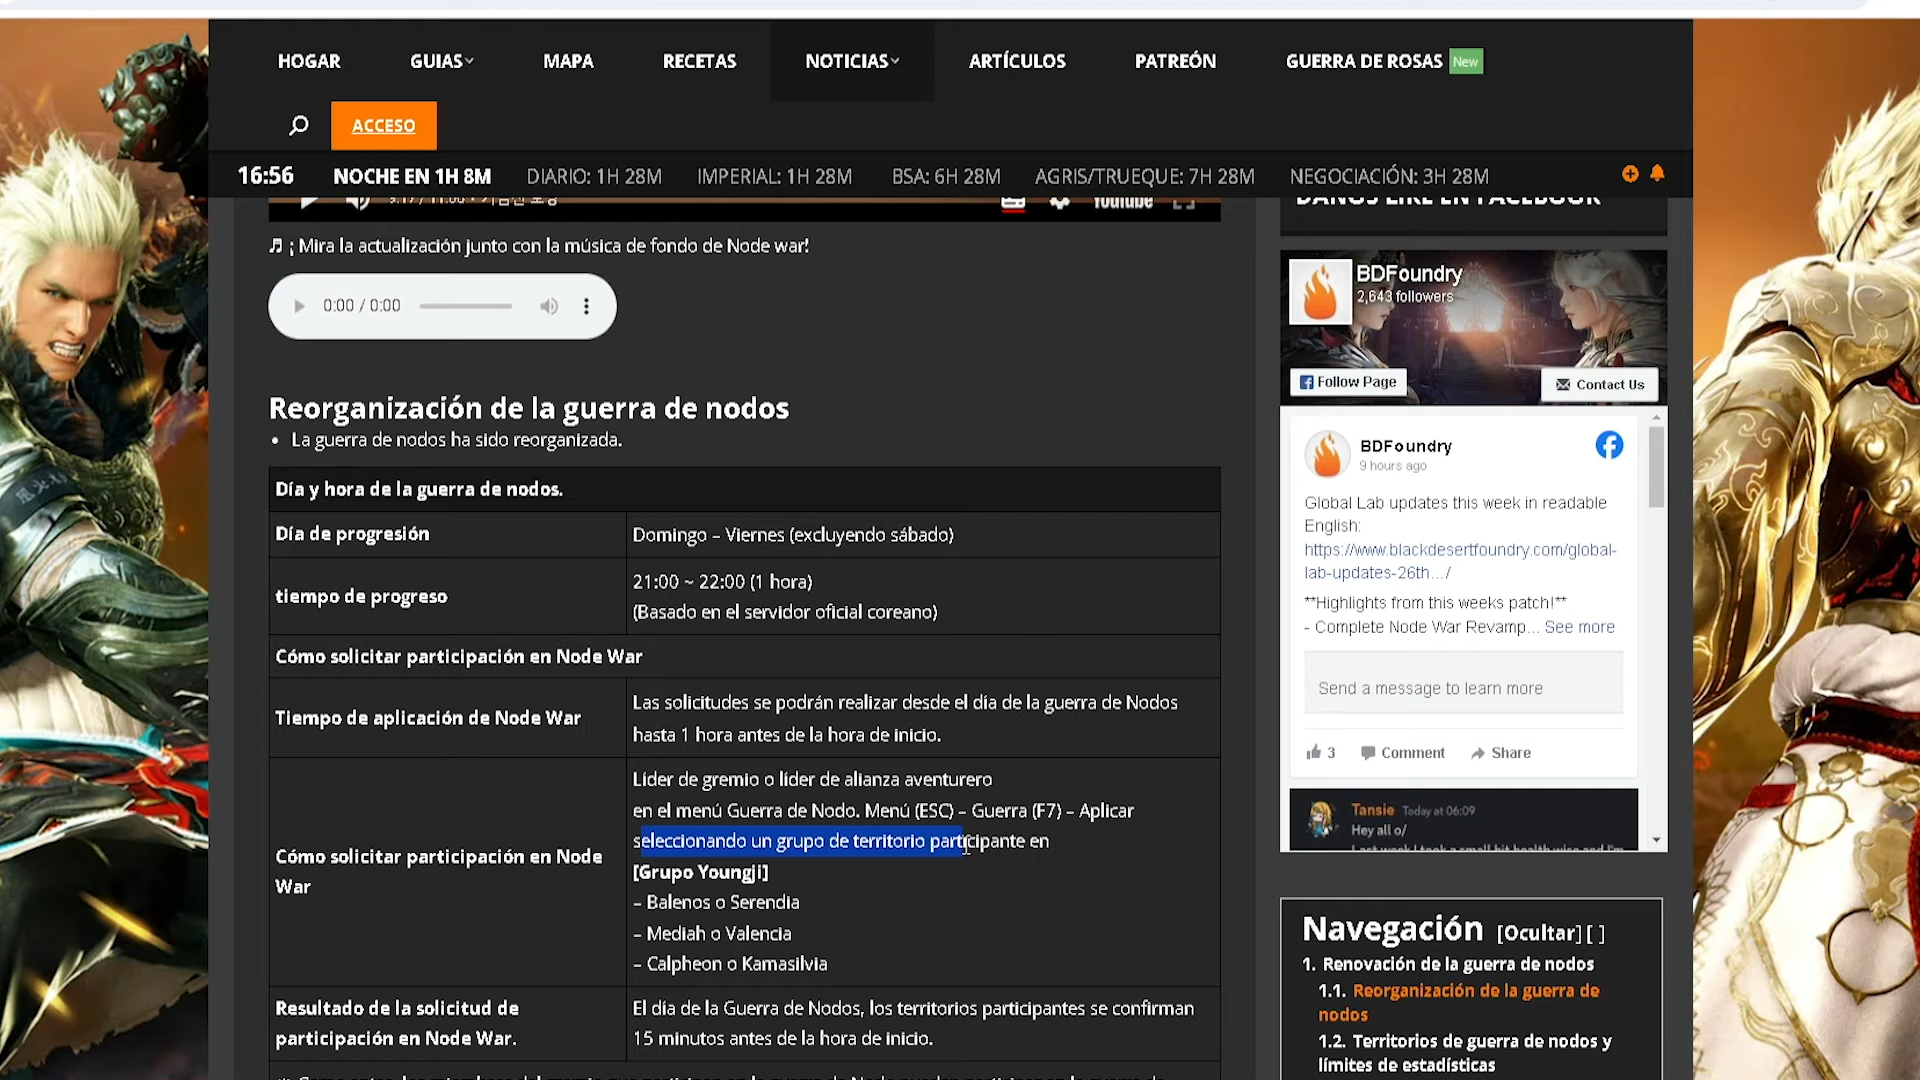 HOGAR GUIAS MAPA RECETAS NOTICIAS ARTÍCULOS PATREÓN GUERRA DE ROSAS New
ACCESO
16:56 NOCHE EN 1H 8M DIARIO: 1H 28M IMPERIAL: 1H 28M BSA: 6H 28M AGRIS/TRUEQUE: 7H 28M NEGOCIACIÓN: 3H 28M
YouTube
♫ ¡ Mira la actualización junto con la música de fondo de Node war!
0:00 / 0:00
Reorganización de la guerra de nodos
• La guerra de nodos ha sido reorganizada.
Día y hora de la guerra de nodos.
Día de progresión
Domingo – Viernes (excluyendo sábado)
tiempo de progreso
21:00 ~ 22:00 (1 hora)
(Basado en el servidor oficial coreano)
Cómo solicitar participación en Node War
Tiempo de aplicación de Node War
Las solicitudes se podrán realizar desde el día de la guerra de Nodos
hasta 1 hora antes de la hora de inicio.
Cómo solicitar participación en Node
War
Líder de gremio o líder de alianza aventurero
en el menú Guerra de Nodo. Menú (ESC) – Guerra (F7) – Aplicar
seleccionando un grupo de territorio participante en
[Grupo Youngji]
– Balenos o Serendia
– Mediah o Valencia
– Calpheon o Kamasilvia
Resultado de la solicitud de
participación en Node War.
El día de la Guerra de Nodos, los territorios participantes se confirman
15 minutos antes de la hora de inicio.
DANOS LIKE EN FACEBOOK
BDFoundry
2,643 followers
Follow Page
Contact Us
BDFoundry
9 hours ago
Global Lab updates this week in readable
English:
https://www.blackdesertfoundry.com/global-
lab-updates-26th.../
**Highlights from this weeks patch!**
- Complete Node War Revamp... See more
Send a message to learn more
3 Comment Share
Tansie Today at 06:09
Hey all o/
Navegación [Ocultar] [ ]
1. Renovación de la guerra de nodos
1.1. Reorganización de la guerra de
nodos
1.2. Territorios de guerra de nodos y
límites de estadísticas